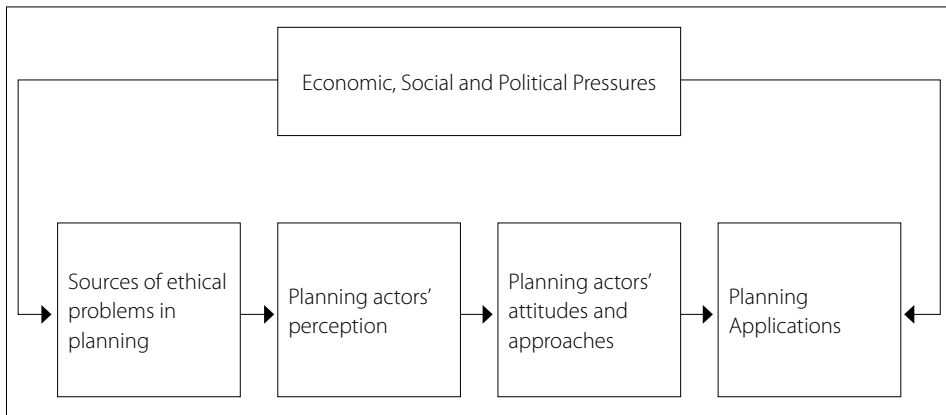 Economic, Social and Political Pressures
Sources of ethical
problems in
planning
Planning actors’
perception
Planning actors’
attitudes and
approaches
Planning
Applications